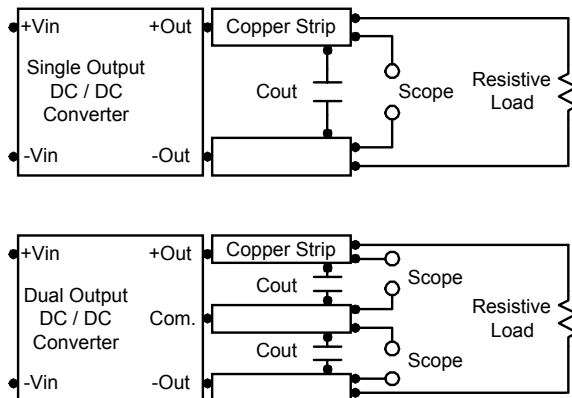 +Vin
+Out
Copper Strip
Single Output
DC / DC
Converter
Cout
Scope
Resistive
Load
-Vin
-Out
+Vin
+Out
Copper Strip
Cout
Scope
Dual Output
DC / DC
Converter
Com.
Resistive
Load
Cout
Scope
-Vin
-Out